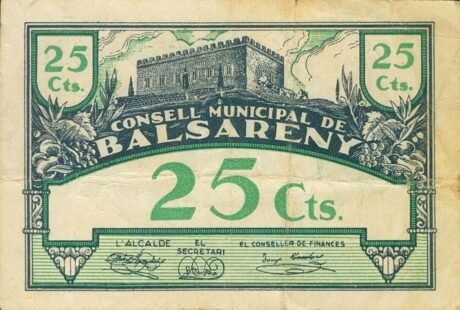 25 Cts.
25 Cts.
CONSELL MUNICIPAL DE
BALSARENY
25 Cts.
L'ALCALDE EL SECRETARI EL CONSELLER DE FINANCES